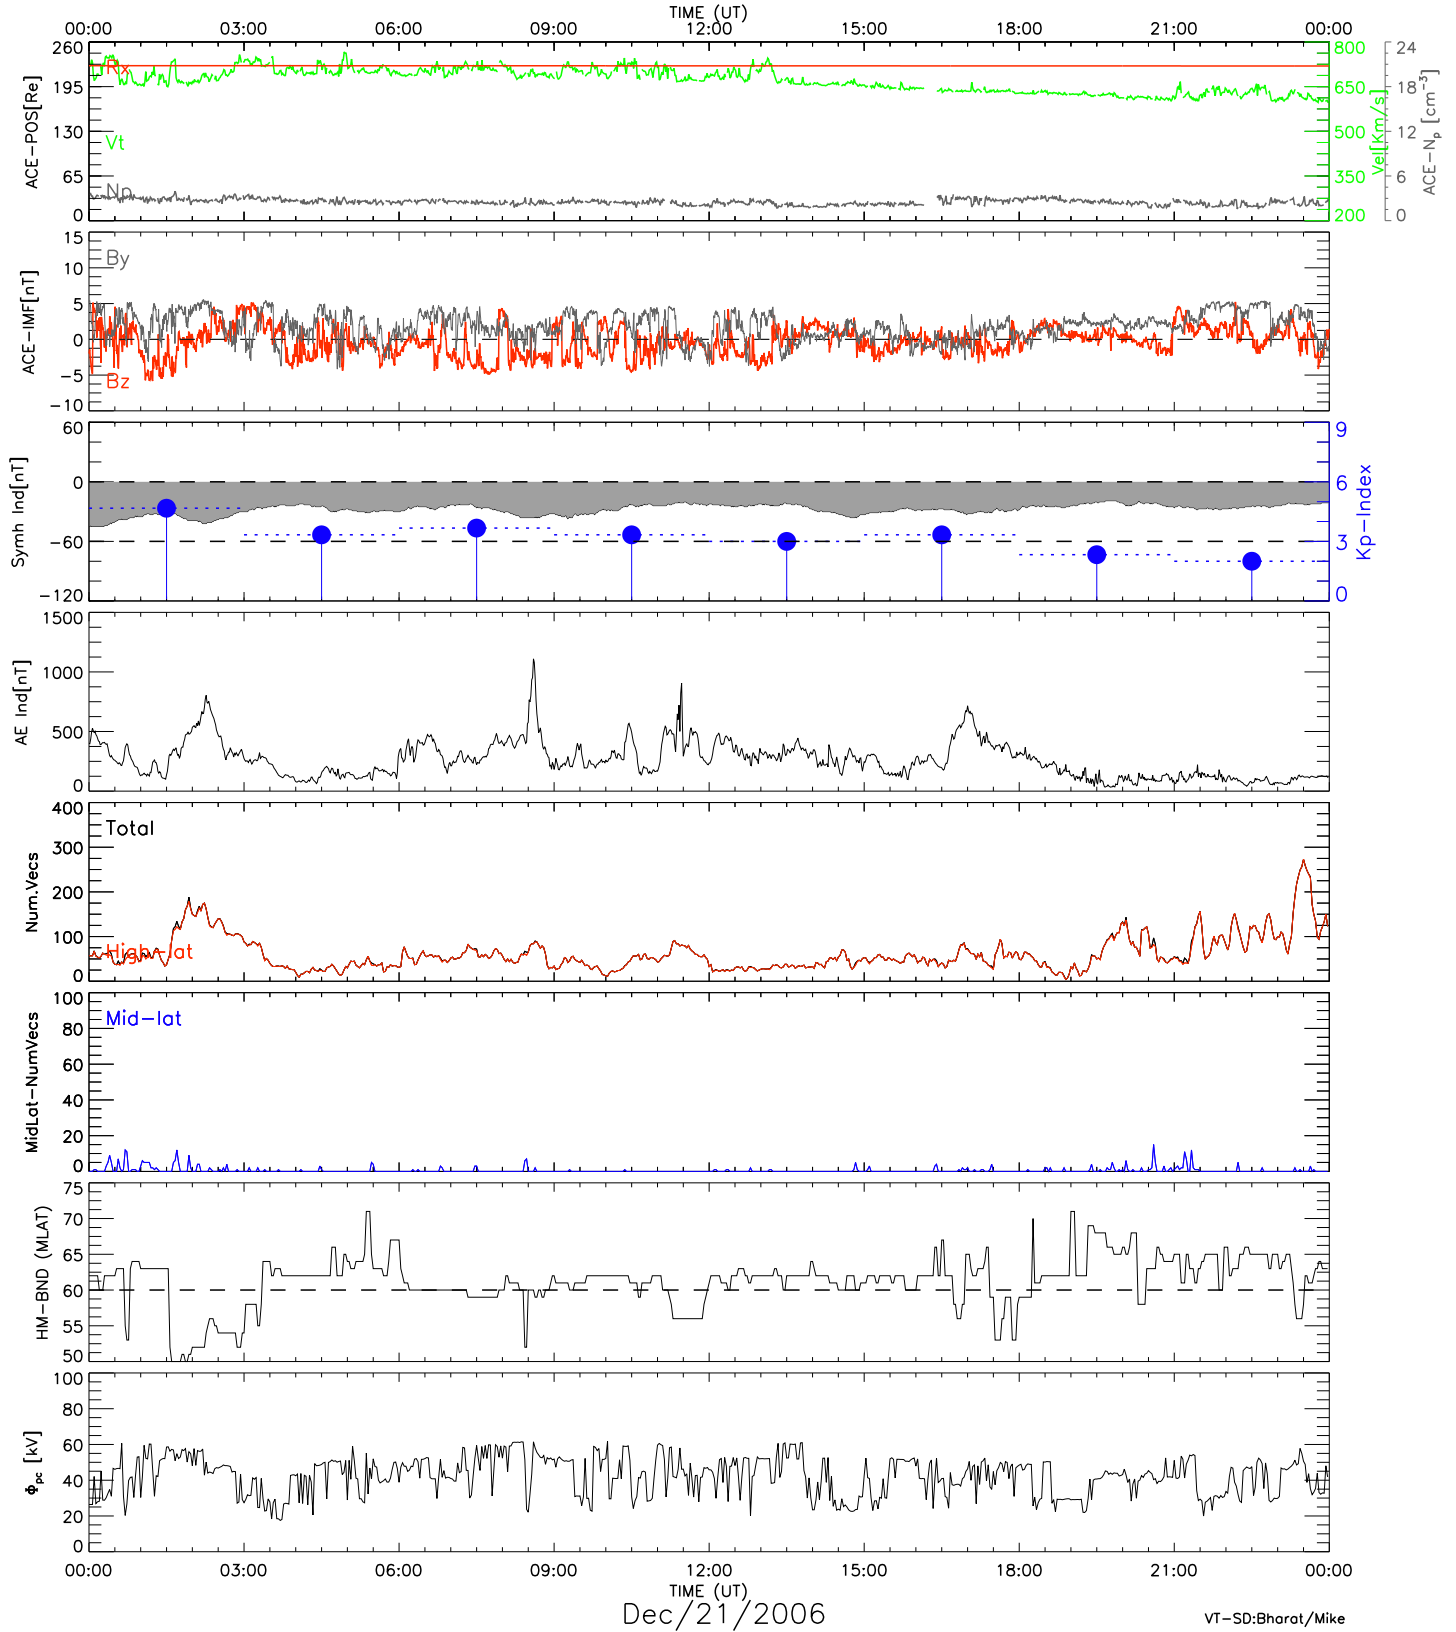 TIME (UT)
00:00 03:00 06:00 09:00 12:00 15:00 18:00 21:00 00:00
ACE-POS[Re]
260
195
130
65
0
Rx
Vt
Np
800
650
500
350
200
Vel[Km/s]
24
18
12
6
0
ACE-Np [cm⁻³]
ACE-IMF[nT]
15
10
5
0
-5
-10
By
Bz
Symh Ind[nT]
60
0
-60
-120
9
6
3
0
Kp-Index
AE Ind[nT]
1500
1000
500
0
Num.Vecs
400
300
200
100
0
Total
High-lat
MidLat-NumVecs
100
80
60
40
20
0
Mid-lat
HM-BND (MLAT)
75
70
65
60
55
50
Φpc [kV]
100
80
60
40
20
0
00:00 03:00 06:00 09:00 12:00 15:00 18:00 21:00 00:00
TIME (UT)
Dec/21/2006
VT-SD:Bharat/Mike